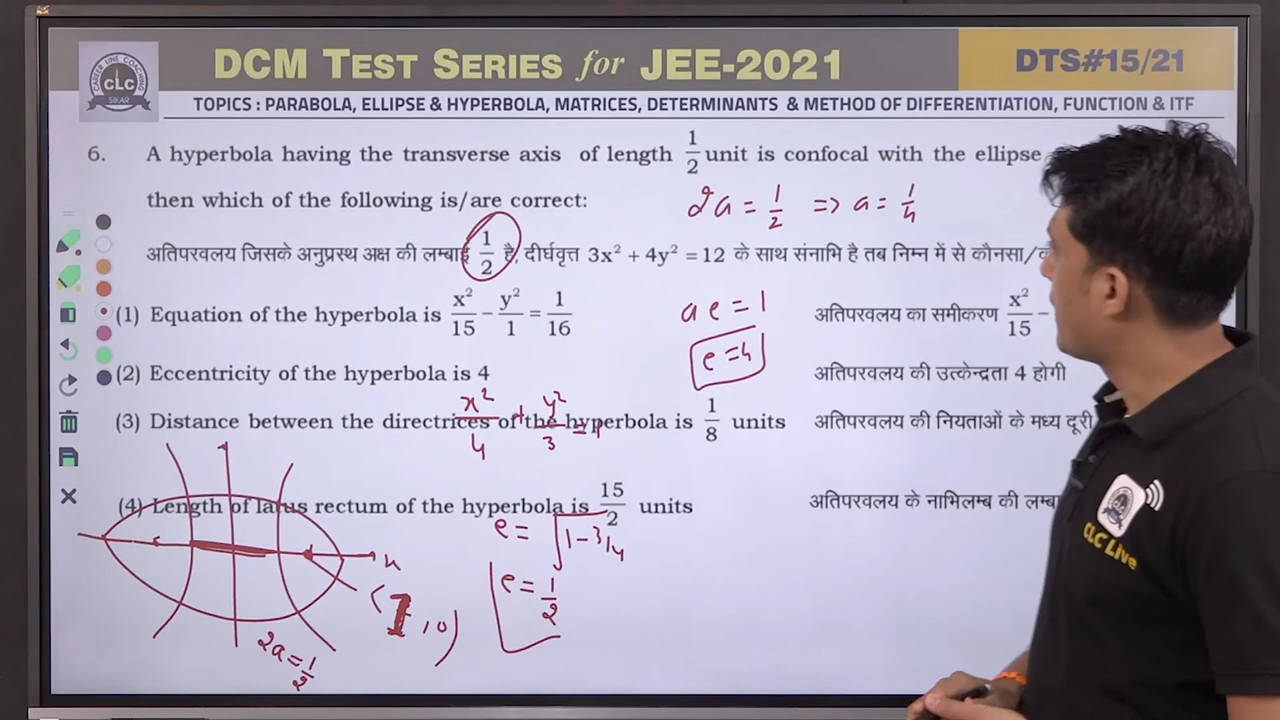 DCM TEST SERIES for JEE-2021
DTS#15/21
CAREER LINE COACHING
CLC
SIKAR
TOPICS : PARABOLA, ELLIPSE & HYPERBOLA, MATRICES, DETERMINANTS & METHOD OF DIFFERENTIATION, FUNCTION & ITF
6. A hyperbola having the transverse axis of length 1/2 unit is confocal with the ellipse
then which of the following is/are correct:
2a = 1/2 => a = 1/4
अतिपरवलय जिसके अनुप्रस्थ अक्ष की लम्बाई 1/2 है, दीर्घवृत्त 3x² + 4y² = 12 के साथ संनाभि है तब निम्न में से कौनसा/
(1) Equation of the hyperbola is x²/15 − y²/1 = 1/16
ae = 1
अतिपरवलय का समीकरण x²/15 −
e = 4
(2) Eccentricity of the hyperbola is 4
अतिपरवलय की उत्केन्द्रता 4 होगी
x²/4 + y²/3 = 1
(3) Distance between the directrices of the hyperbola is 1/8 units
अतिपरवलय की नियताओं के मध्य दूरी
(4) Length of latus rectum of the hyperbola is 15/2 units
अतिपरवलय के नाभिलम्ब की
e = √1 − 3/4
e = 1/2
x
(1, 0)
2a = 1/2
CLC Live